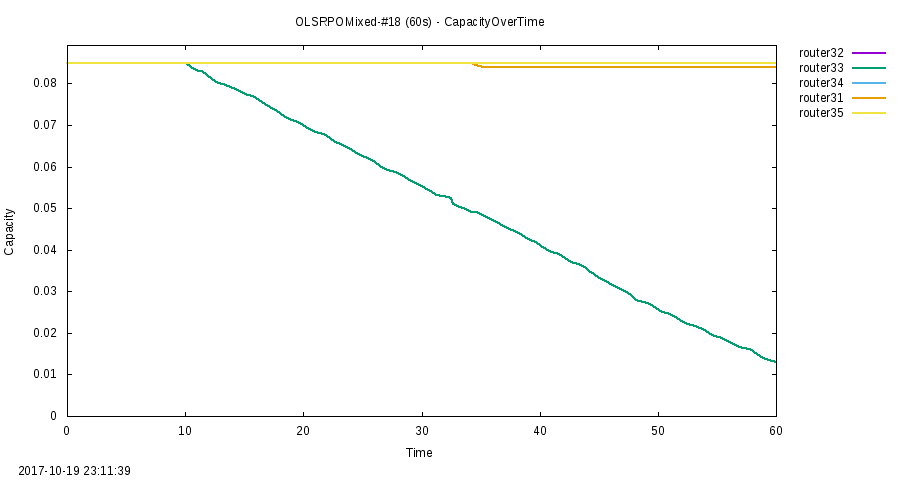 OLSRPOMixed-#18 (60s) - CapacityOverTime
router32
router33
router34
router31
router35
0.08
0.07
0.06
0.05
0.04
0.03
0.02
0.01
0
Capacity
0 10 20 30 40 50 60
Time
2017-10-19 23:11:39